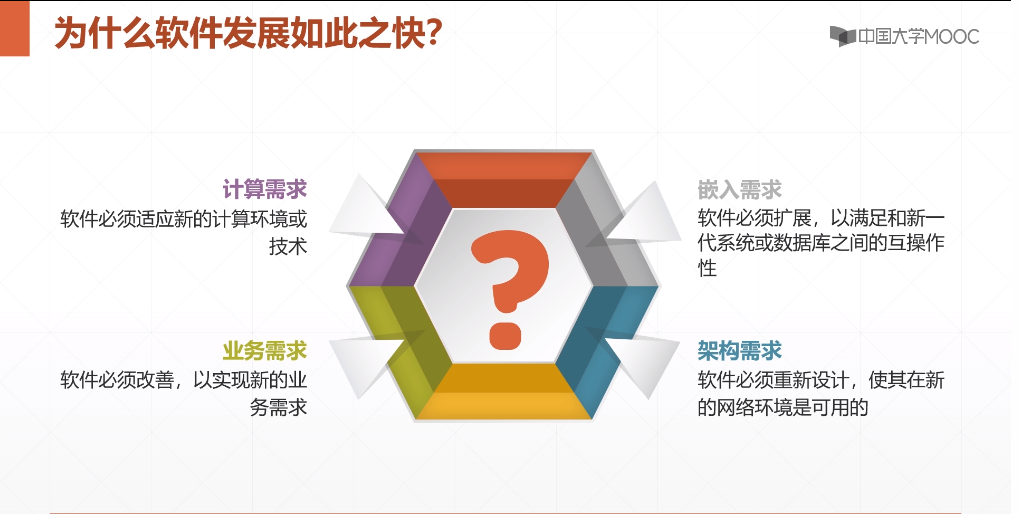 为什么软件发展如此之快？
中国大学MOOC
计算需求
软件必须适应新的计算环境或
技术
嵌入需求
软件必须扩展，以满足和新一
代系统或数据库之间的互操作
性
?
业务需求
软件必须改善，以实现新的业
务需求
架构需求
软件必须重新设计，使其在新
的网络环境是可用的